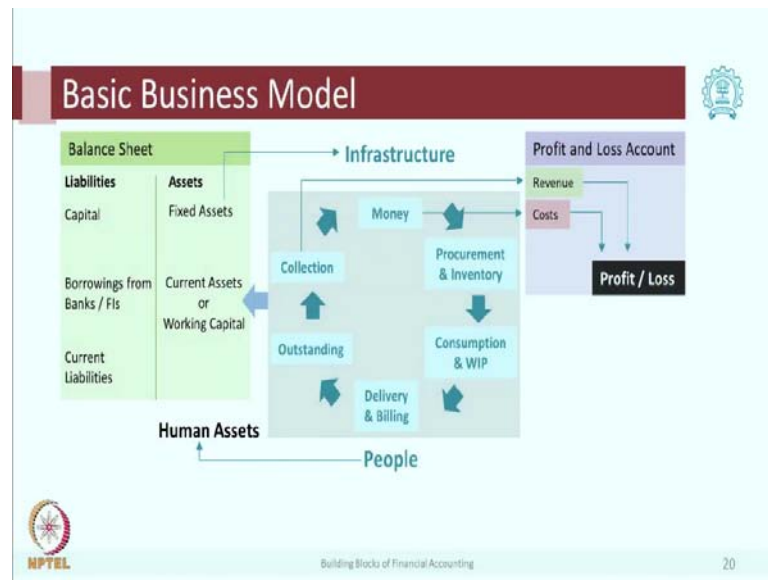 Basic Business Model
Balance Sheet
Liabilities
Assets
Capital
Fixed Assets
Borrowings from
Banks / FIs
Current Assets
or
Working Capital
Current
Liabilities
Human Assets
Infrastructure
Money
Procurement
& Inventory
Consumption
& WIP
Delivery
& Billing
Outstanding
Collection
People
Profit and Loss Account
Revenue
Costs
Profit / Loss
NPTEL
Building Blocks of Financial Accounting
20